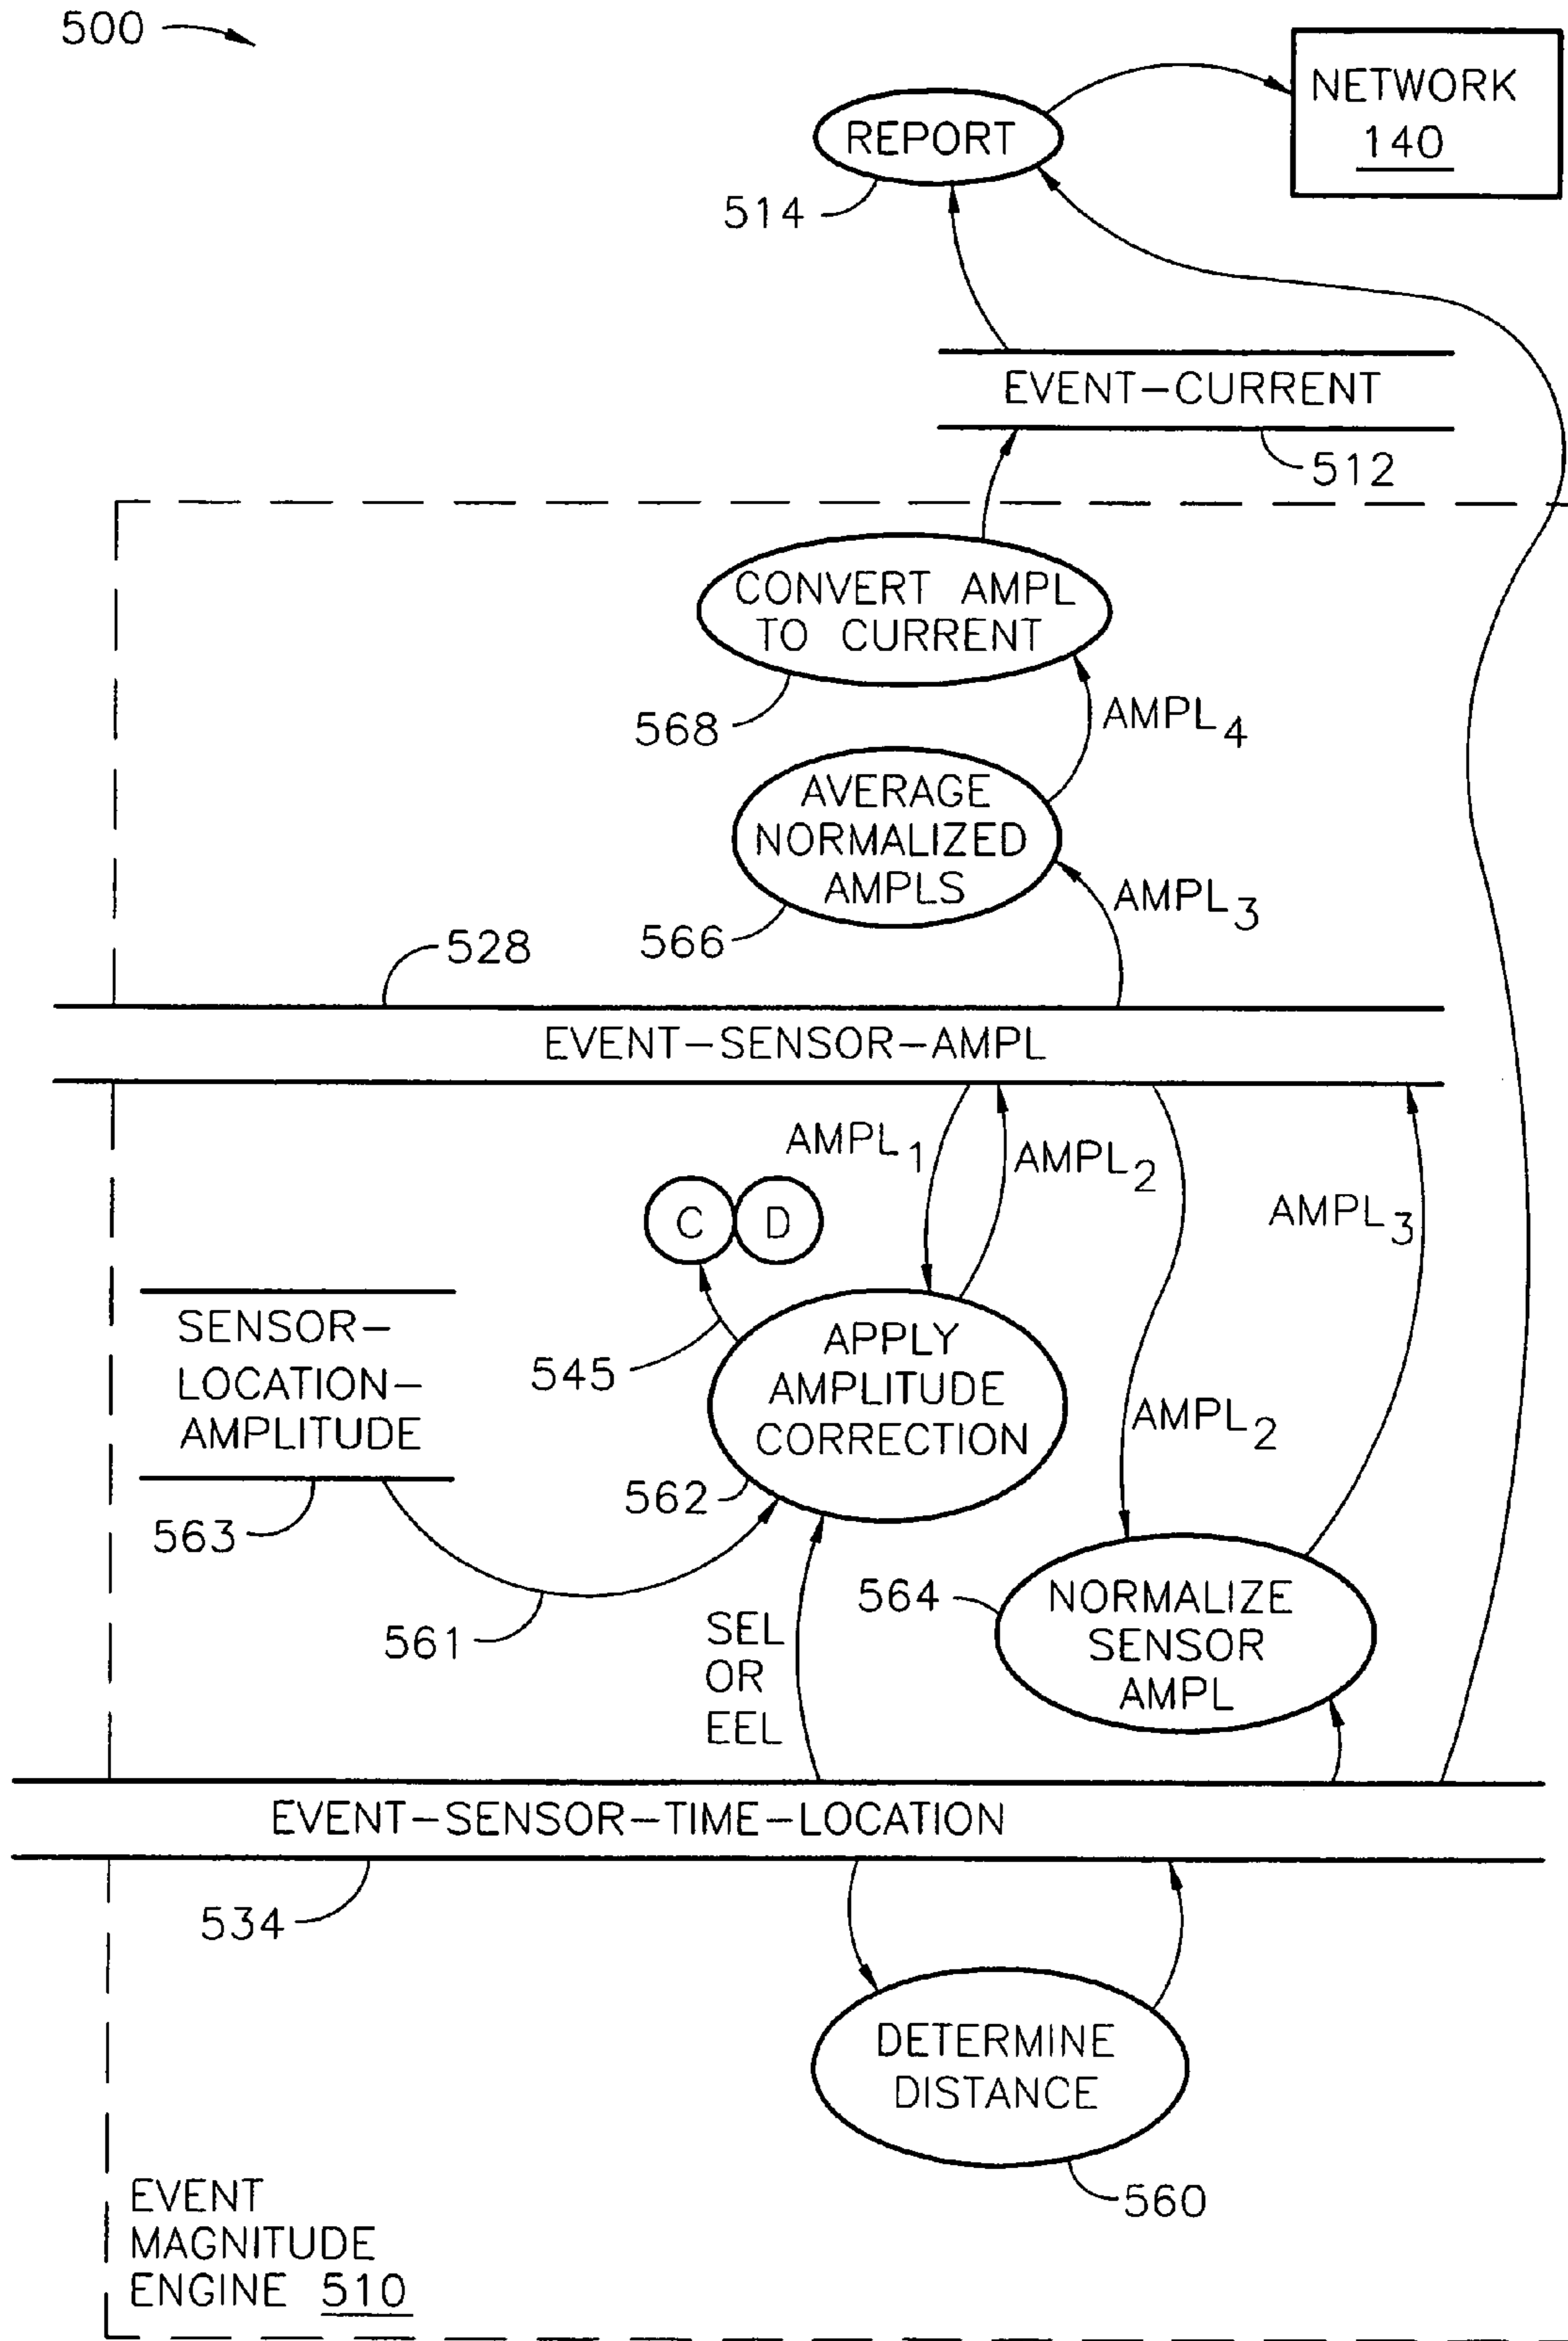 500
NETWORK
140
REPORT
514
EVENT-CURRENT
512
CONVERT AMPL
TO CURRENT
568
AMPL4
AVERAGE
NORMALIZED
AMPLS
566
AMPL3
528
EVENT-SENSOR-AMPL
AMPL1
AMPL2
C D
AMPL3
SENSOR-
LOCATION-
AMPLITUDE
545
APPLY
AMPLITUDE
CORRECTION
AMPL2
562
563
561
564
NORMALIZE
SENSOR
AMPL
SEL
OR
EEL
EVENT-SENSOR-TIME-LOCATION
534
DETERMINE
DISTANCE
560
EVENT
MAGNITUDE
ENGINE 510